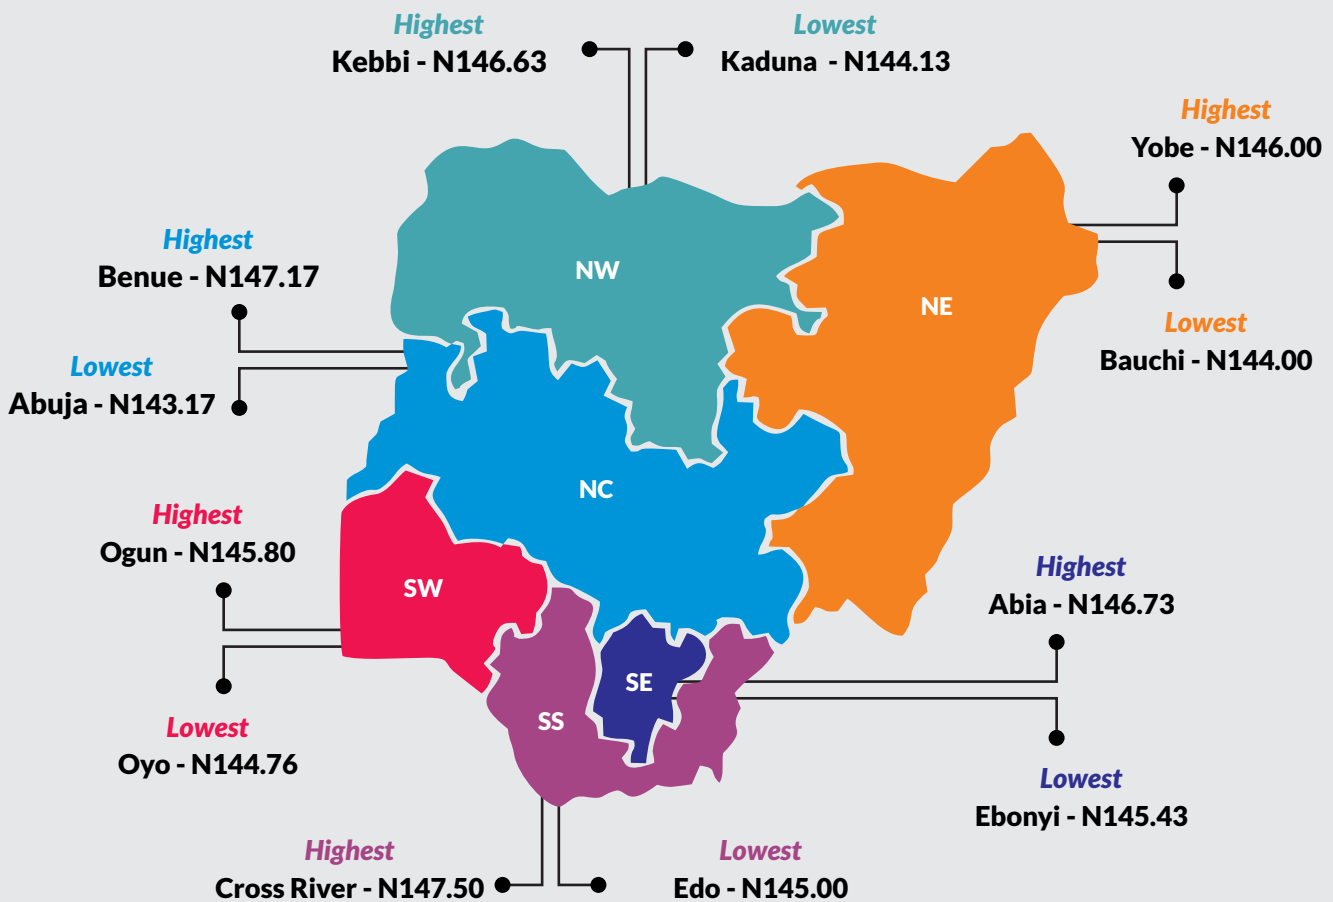 Highest
Kebbi - N146.63
Lowest
Kaduna - N144.13
Highest
Yobe - N146.00
Highest
Benue - N147.17
NW
NE
Lowest
Bauchi - N144.00
Lowest
Abuja - N143.17
NC
Highest
Ogun - N145.80
SW
Highest
Abia - N146.73
SE
SS
Lowest
Oyo - N144.76
Lowest
Ebonyi - N145.43
Highest
Cross River - N147.50
Lowest
Edo - N145.00